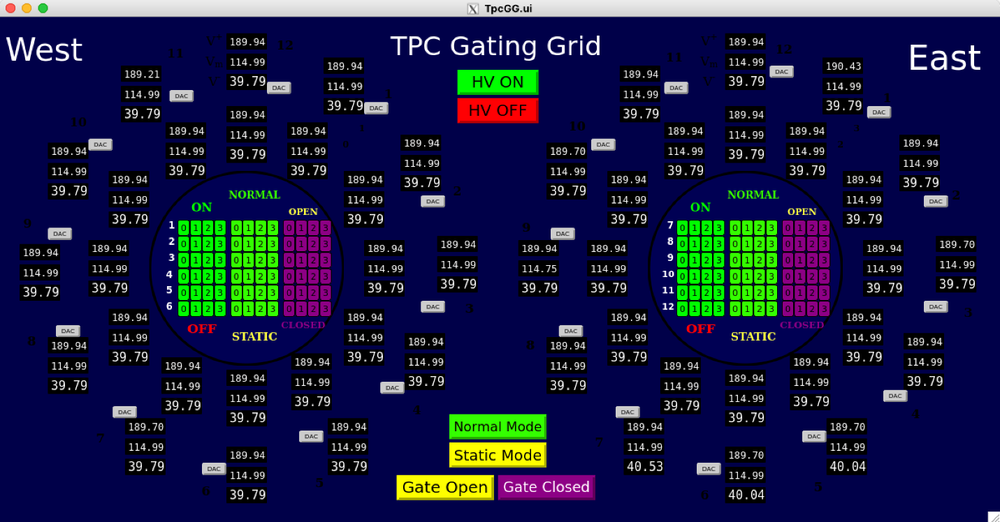 TpcGG.ui
West
TPC Gating Grid
East
HV ON
HV OFF
11
V+
189.94
12
114.99
V-
39.79
DAC
189.21
114.99
39.79
DAC
189.94
114.99
39.79
DAC
1
10
DAC
189.94
114.99
39.79
189.94
114.99
39.79
189.94
114.99
39.79
189.94
114.99
39.79
0
189.94
114.99
39.79
2
DAC
189.94
114.99
39.79
189.94
114.99
39.79
9
DAC
189.94
114.99
39.79
189.94
114.99
39.79
189.94
114.99
39.79
189.94
114.99
39.79
DAC
3
NORMAL
ON
OPEN
1 0 1 2 3 0 1 2 3 0 1 2 3
2 0 1 2 3 0 1 2 3 0 1 2 3
3 0 1 2 3 0 1 2 3 0 1 2 3
4 0 1 2 3 0 1 2 3 0 1 2 3
5 0 1 2 3 0 1 2 3 0 1 2 3
6 0 1 2 3 0 1 2 3 0 1 2 3
OFF
CLOSED
STATIC
8
DAC
189.94
114.99
39.79
189.94
114.99
39.79
189.94
114.99
39.79
189.94
114.99
39.79
DAC
4
189.94
114.99
39.79
189.94
114.99
39.79
189.94
114.99
39.79
7
DAC
189.70
114.99
39.79
DAC
189.94
114.99
39.79
5
DAC
189.94
114.99
39.79
6
11
V+
189.94
12
114.99
V-
39.79
DAC
189.94
114.99
39.79
DAC
190.43
114.99
39.79
1
DAC
10
DAC
189.70
114.99
39.79
189.94
114.99
39.79
189.94
114.99
39.79
189.94
114.99
39.79
2
189.94
114.99
39.79
2
DAC
189.94
114.99
39.79
189.94
114.99
39.79
9
DAC
189.94
114.75
39.79
189.94
114.99
39.79
189.94
114.99
39.79
189.70
114.99
39.79
DAC
3
NORMAL
ON
OPEN
7 0 1 2 3 0 1 2 3 0 1 2 3
8 0 1 2 3 0 1 2 3 0 1 2 3
9 0 1 2 3 0 1 2 3 0 1 2 3
10 0 1 2 3 0 1 2 3 0 1 2 3
11 0 1 2 3 0 1 2 3 0 1 2 3
12 0 1 2 3 0 1 2 3 0 1 2 3
OFF
CLOSED
STATIC
8
DAC
189.94
114.99
39.79
189.94
114.99
39.79
189.94
114.99
39.79
189.94
114.99
39.79
DAC
4
189.94
114.99
39.79
189.94
114.99
39.79
189.94
114.99
39.79
7
DAC
189.94
114.99
40.53
DAC
189.70
114.99
40.04
5
DAC
189.70
114.99
40.04
6
Normal Mode
Static Mode
Gate Open
Gate Closed